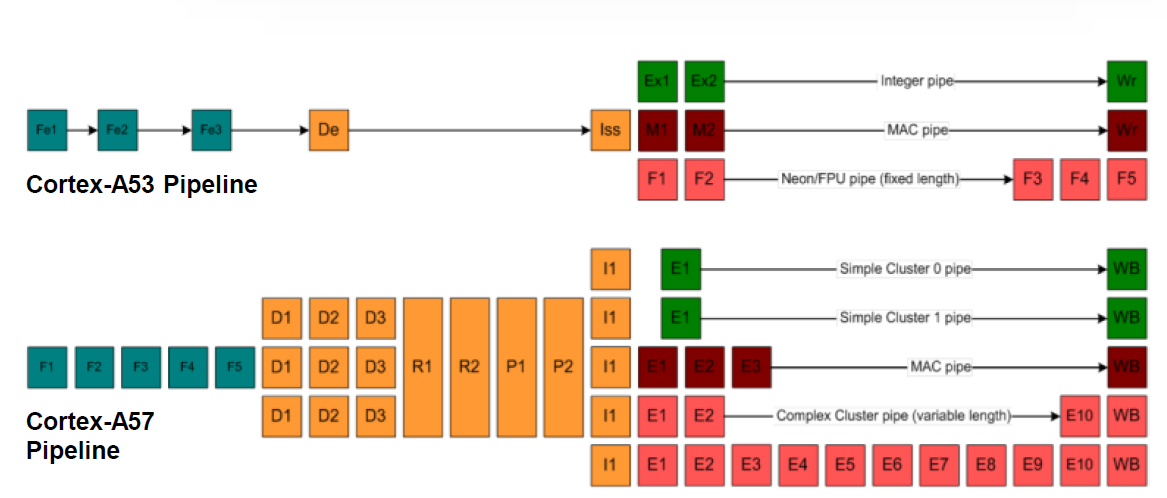 Ex1 Ex2 Integer pipe Wr
Fe1 Fe2 Fe3 De Iss M1 M2 MAC pipe Wr
Cortex-A53 Pipeline
F1 F2 Neon/FPU pipe (fixed length) F3 F4 F5
I1 E1 Simple Cluster 0 pipe WB
D1 D2 D3 I1 E1 Simple Cluster 1 pipe WB
F1 F2 F3 F4 F5 D1 D2 D3 R1 R2 P1 P2 I1 E1 E2 E3 MAC pipe WB
Cortex-A57
Pipeline
D1 D2 D3 I1 E1 E2 Complex Cluster pipe (variable length) E10 WB
I1 E1 E2 E3 E4 E5 E6 E7 E8 E9 E10 WB